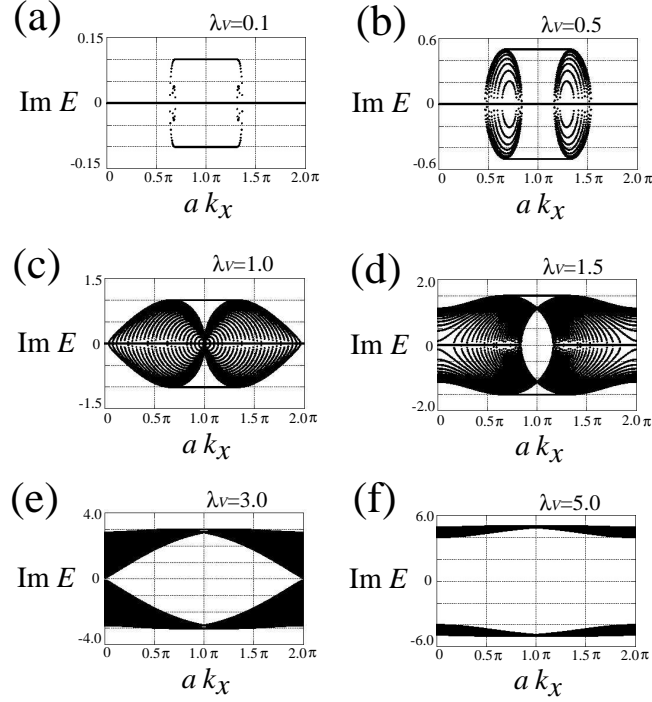 (a) λV=0.1
0.15
Im E 0
-0.15
0 0.5π 1.0π 1.5π 2.0π
a kx
(b) λV=0.5
0.6
Im E 0
-0.6
0 0.5π 1.0π 1.5π 2.0π
a kx
(c) λV=1.0
1.5
Im E 0
-1.5
0 0.5π 1.0π 1.5π 2.0π
a kx
(d) λV=1.5
2.0
Im E 0
-2.0
0 0.5π 1.0π 1.5π 2.0π
a kx
(e) λV=3.0
4.0
Im E 0
-4.0
0 0.5π 1.0π 1.5π 2.0π
a kx
(f) λV=5.0
6.0
Im E 0
-6.0
0 0.5π 1.0π 1.5π 2.0π
a kx